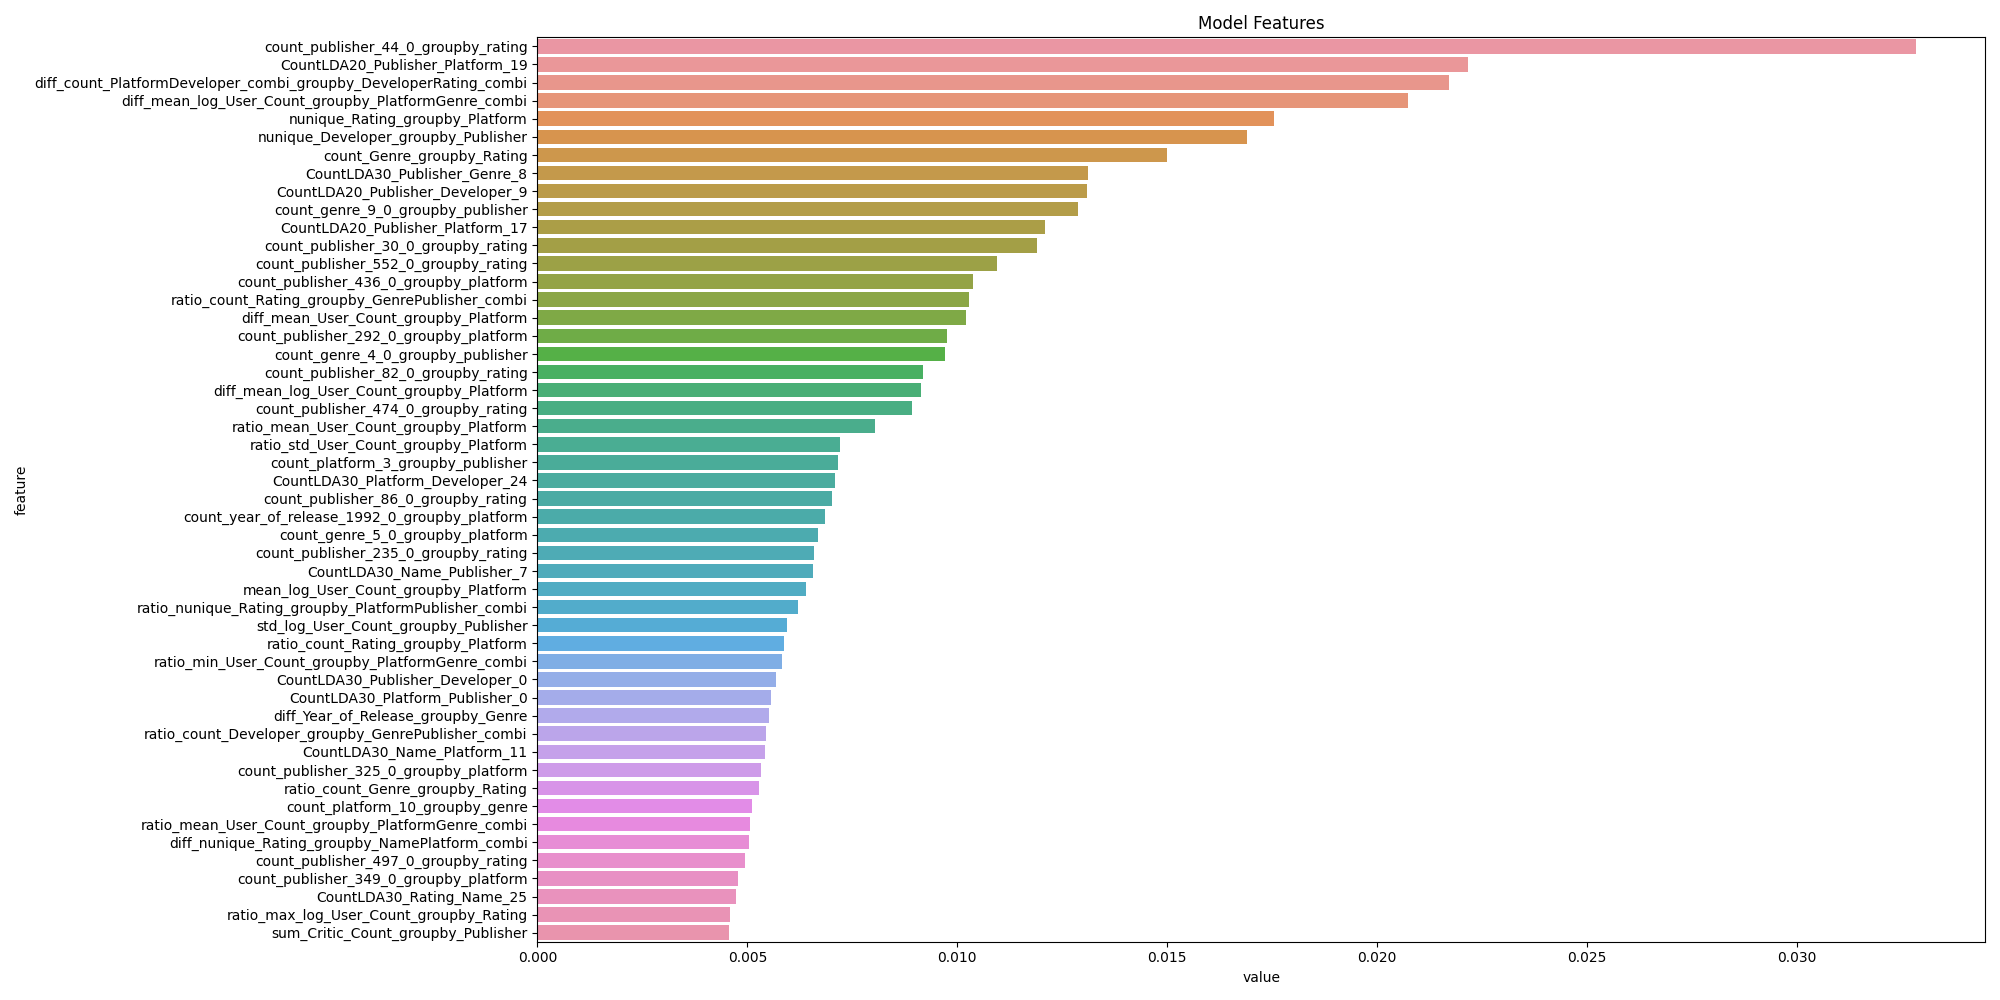 Model Features
count_publisher_44_0_groupby_rating
CountLDA20_Publisher_Platform_19
diff_count_PlatformDeveloper_combi_groupby_DeveloperRating_combi
diff_mean_log_User_Count_groupby_PlatformGenre_combi
nunique_Rating_groupby_Platform
nunique_Developer_groupby_Publisher
count_Genre_groupby_Rating
CountLDA30_Publisher_Genre_8
CountLDA20_Publisher_Developer_9
count_genre_9_0_groupby_publisher
CountLDA20_Publisher_Platform_17
count_publisher_30_0_groupby_rating
count_publisher_552_0_groupby_rating
count_publisher_436_0_groupby_platform
ratio_count_Rating_groupby_GenrePublisher_combi
diff_mean_User_Count_groupby_Platform
count_publisher_292_0_groupby_platform
count_genre_4_0_groupby_publisher
count_publisher_82_0_groupby_rating
diff_mean_log_User_Count_groupby_Platform
count_publisher_474_0_groupby_rating
ratio_mean_User_Count_groupby_Platform
ratio_std_User_Count_groupby_Platform
count_platform_3_groupby_publisher
CountLDA30_Platform_Developer_24
count_publisher_86_0_groupby_rating
count_year_of_release_1992_0_groupby_platform
count_genre_5_0_groupby_platform
count_publisher_235_0_groupby_rating
CountLDA30_Name_Publisher_7
mean_log_User_Count_groupby_Platform
ratio_nunique_Rating_groupby_PlatformPublisher_combi
std_log_User_Count_groupby_Publisher
ratio_count_Rating_groupby_Platform
ratio_min_User_Count_groupby_PlatformGenre_combi
CountLDA30_Publisher_Developer_0
CountLDA30_Platform_Publisher_0
diff_Year_of_Release_groupby_Genre
ratio_count_Developer_groupby_GenrePublisher_combi
CountLDA30_Name_Platform_11
count_publisher_325_0_groupby_platform
ratio_count_Genre_groupby_Rating
count_platform_10_groupby_genre
ratio_mean_User_Count_groupby_PlatformGenre_combi
diff_nunique_Rating_groupby_NamePlatform_combi
count_publisher_497_0_groupby_rating
count_publisher_349_0_groupby_platform
CountLDA30_Rating_Name_25
ratio_max_log_User_Count_groupby_Rating
sum_Critic_Count_groupby_Publisher
feature
0.000 0.005 0.010 0.015 0.020 0.025 0.030
value